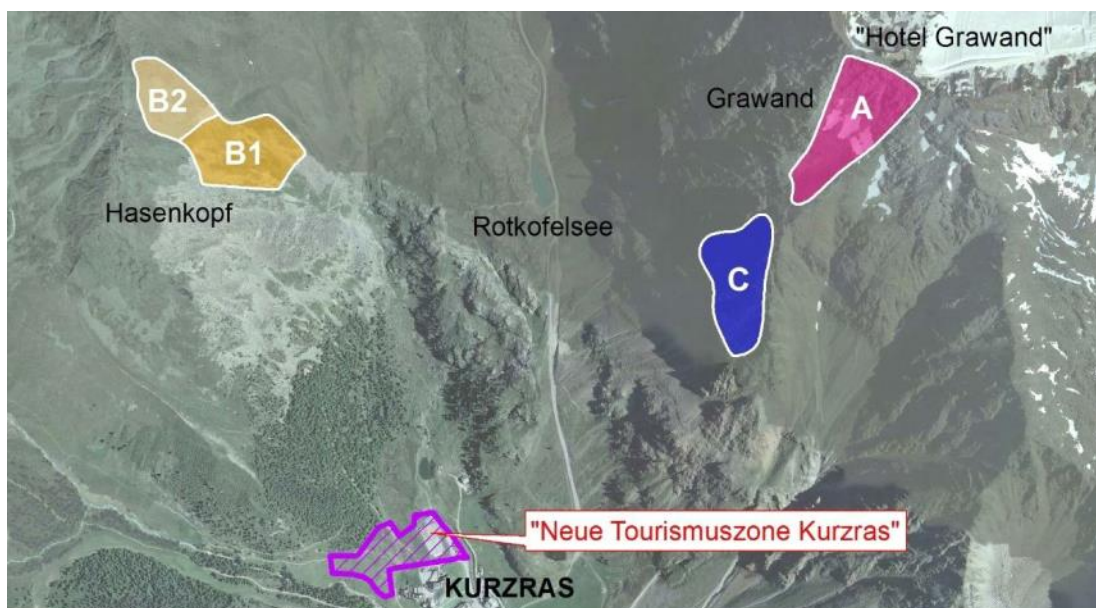 "Hotel Grawand"
B2
Grawand
A
B1
Hasenkopf
Rotkofelsee
C
"Neue Tourismuszone Kurzras"
KURZRAS